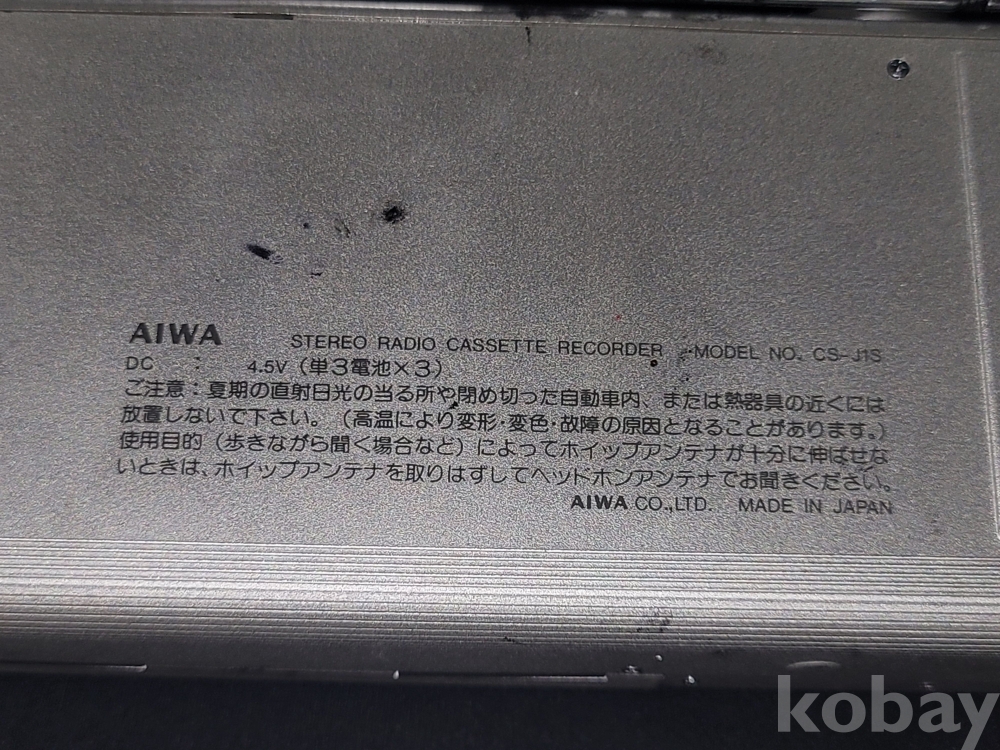 AIWA STEREO RADIO CASSETTE RECORDER MODEL NO. CS-J1S
DC : 4.5V (単3電池×3)
ご注意:夏期の直射日光の当る所や閉め切った自動車内、または熱器具の近くには
放置しないで下さい。(高温により変形・変色・故障の原因となることがあります。)
使用目的(歩きながら聞く場合など)によってホイップアンテナが十分に伸ばせな
いときは、ホイップアンテナを取りはずしてヘッドホンアンテナでお聞きください。
AIWA CO.,LTD. MADE IN JAPAN
kobay